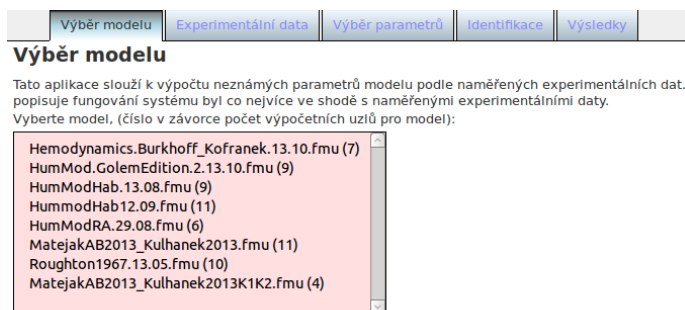 Výběr modelu
Experimentální data
Výběr parametrů
Identifikace
Výsledky
Výběr modelu
Tato aplikace slouží k výpočtu neznámých parametrů modelu podle naměřených experimentálních dat.
popisuje fungování systému byl co nejvíce ve shodě s naměřenými experimentálními daty.
Vyberte model, (číslo v závorce počet výpočetních uzlů pro model):
Hemodynamics.Burkhoff_Kofranek.13.10.fmu (7)
HumMod.GolemEdition.2.13.10.fmu (9)
HumModHab.13.08.fmu (9)
HummodHab12.09.fmu (11)
HumModRA.29.08.fmu (6)
MatejakAB2013_Kulhanek2013.fmu (11)
Roughton1967.13.05.fmu (10)
MatejakAB2013_Kulhanek2013K1K2.fmu (4)